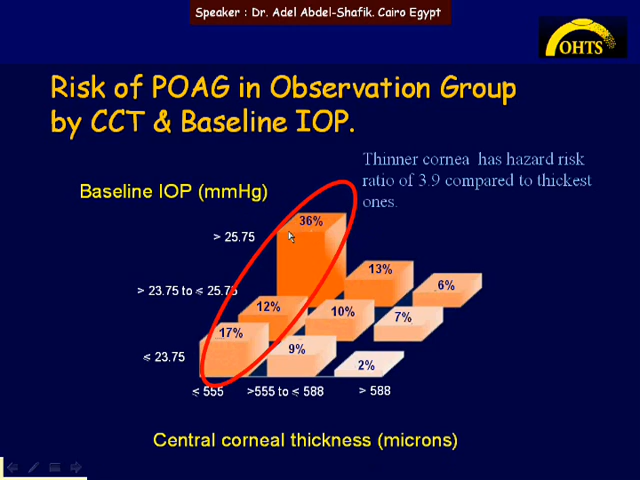 Speaker : Dr. Adel Abdel-Shafik. Cairo Egypt
OHTS
Risk of POAG in Observation Group
by CCT & Baseline IOP.
Thinner cornea has hazard risk
ratio of 3.9 compared to thickest
ones.
Baseline IOP (mmHg)
36%
> 25.75
13%
6%
> 23.75 to ≤ 25.75
12%
10%
7%
17%
9%
2%
≤ 23.75
≤ 555
>555 to ≤ 588
> 588
Central corneal thickness (microns)